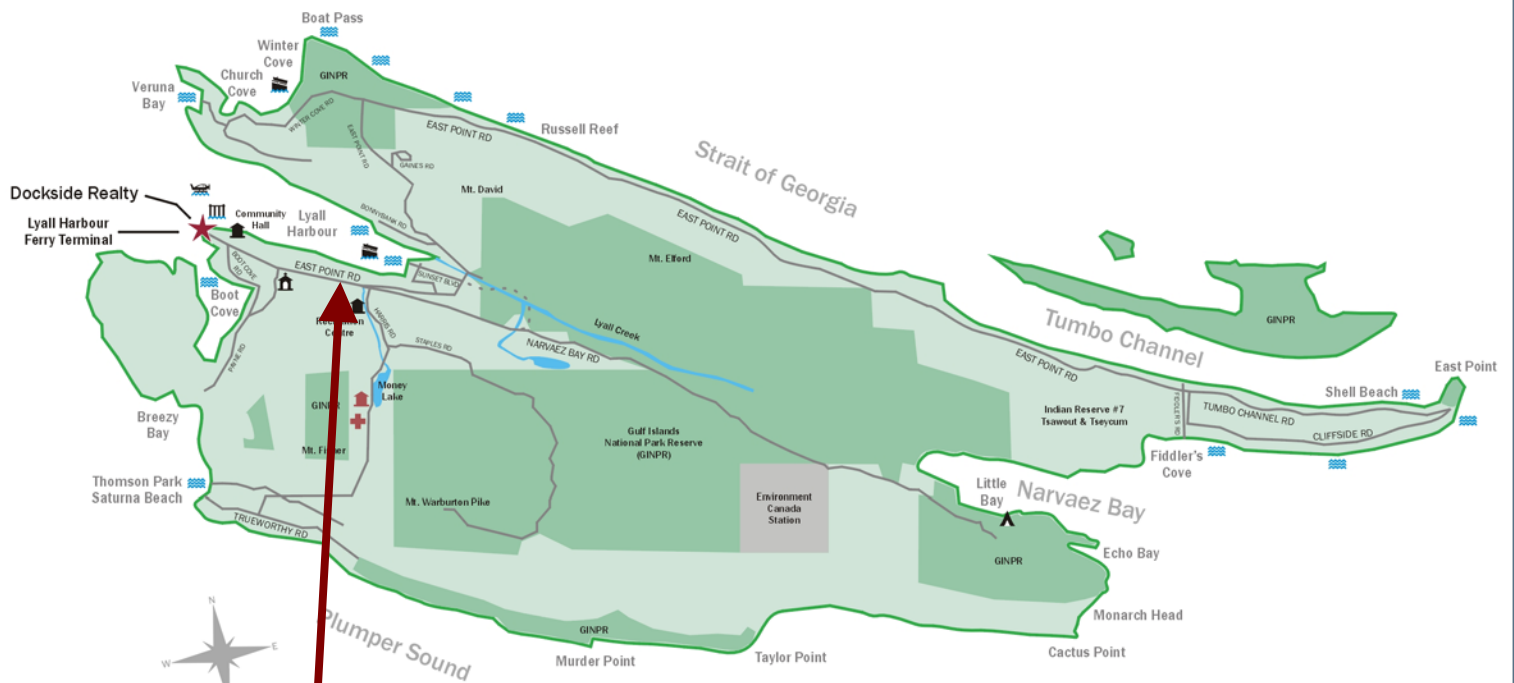 Boat Pass
Winter
Cove
GINPR
Church
Cove
Veruna
Bay
WINTER COVE RD
EAST POINT RD
EAST POINT RD
Russell Reef
GAINES RD
Strait of Georgia
Mt. David
Dockside Realty
Lyall Harbour
Ferry Terminal
Community
Hall
Lyall
Harbour
BONNYBANK RD
EAST POINT RD
BOOT COVE
RD
EAST POINT RD
SUNSET BLVD
Mt. Elford
Boot
Cove
Centre
HARRIS RD
STAPLES RD
NARVAEZ BAY RD
Lyall Creek
Tumbo Channel
GINPR
EAST POINT RD
PAYNE RD
Money
Lake
GINPR
East Point
Shell Beach
FIDDLER'S RD
TUMBO CHANNEL RD
CLIFFSIDE RD
Indian Reserve #7
Tsawout & Tseycum
Breezy
Bay
Gulf Islands
National Park Reserve
(GINPR)
Fiddler's
Cove
Thomson Park
Saturna Beach
Mt. Warburton Pike
Environment
Canada
Station
Little
Bay
Narvaez Bay
TRUEWORTHY RD
Echo Bay
GINPR
N
W
E
Plumper Sound
GINPR
Murder Point
Taylor Point
Monarch Head
Cactus Point